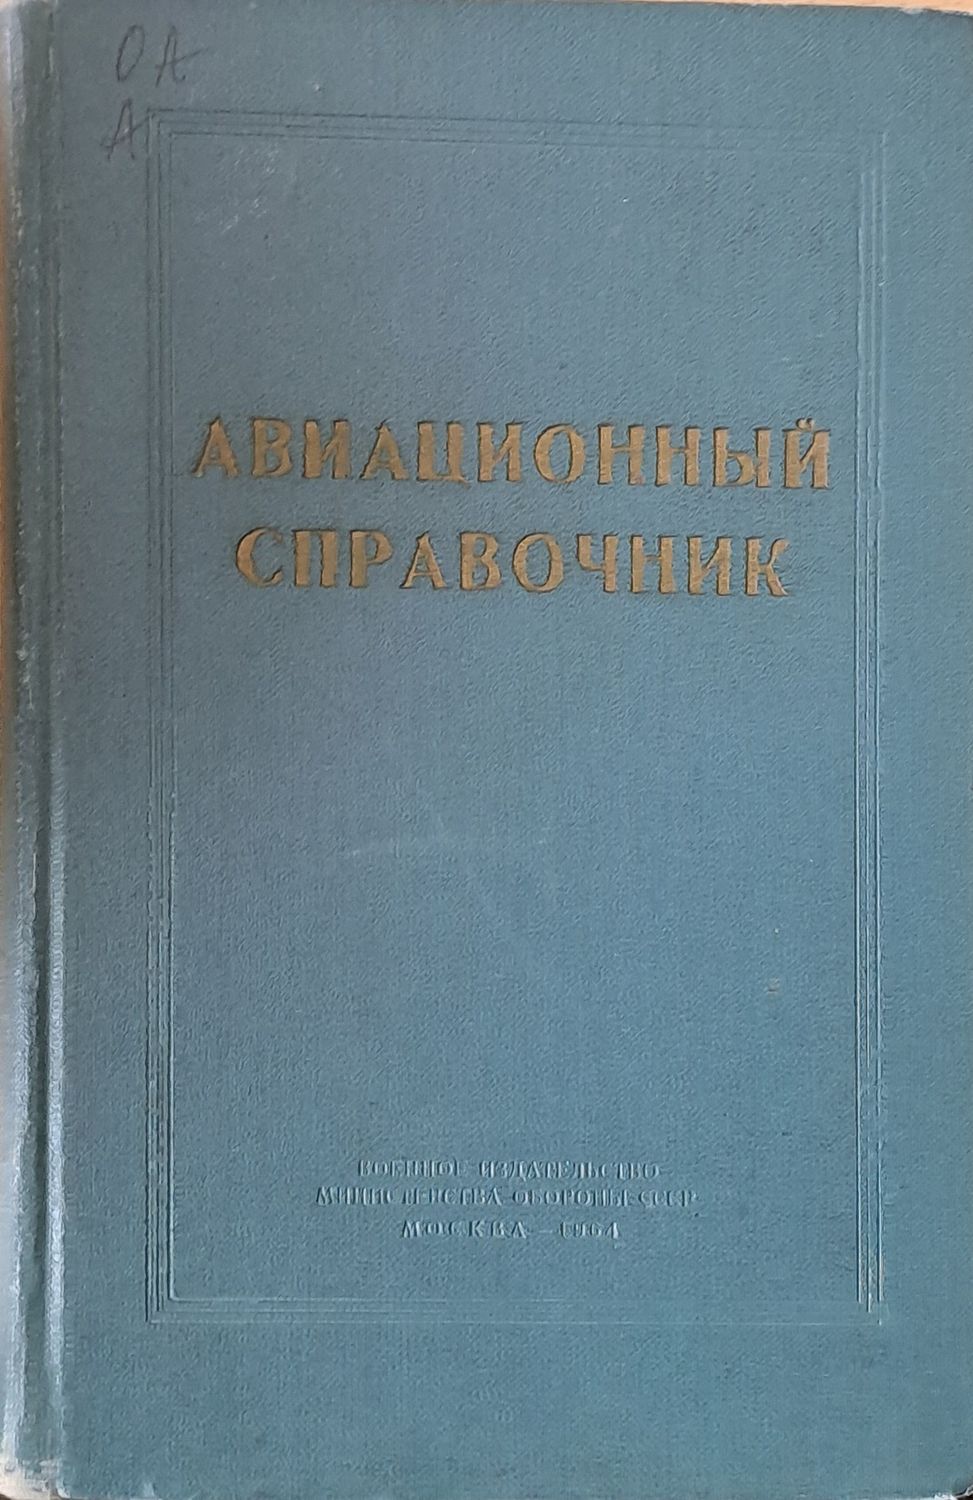 ОА
А
АВИАЦИОННЫЙ
СПРАВОЧНИК
ВОЕННОЕ ИЗДАТЕЛЬСТВО
МИНИСТЕРСТВА ОБОРОНЫ СССР
МОСКВА — 1964